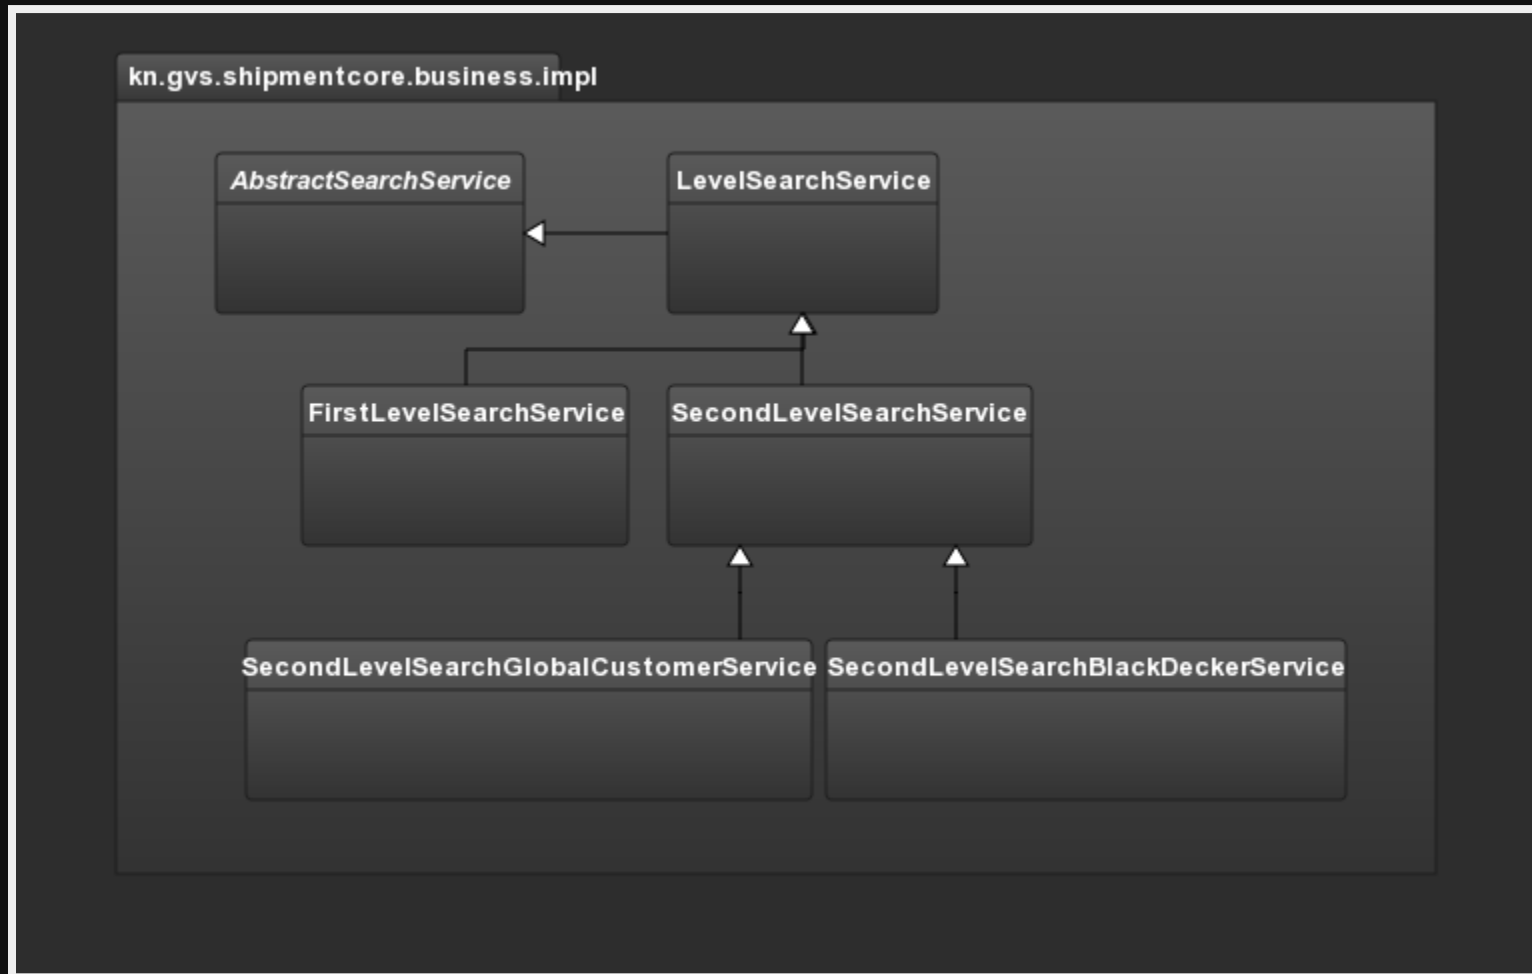 kn.gvs.shipmentcore.business.impl
AbstractSearchService
LevelSearchService
FirstLevelSearchService
SecondLevelSearchService
SecondLevelSearchGlobalCustomerService
SecondLevelSearchBlackDeckerService